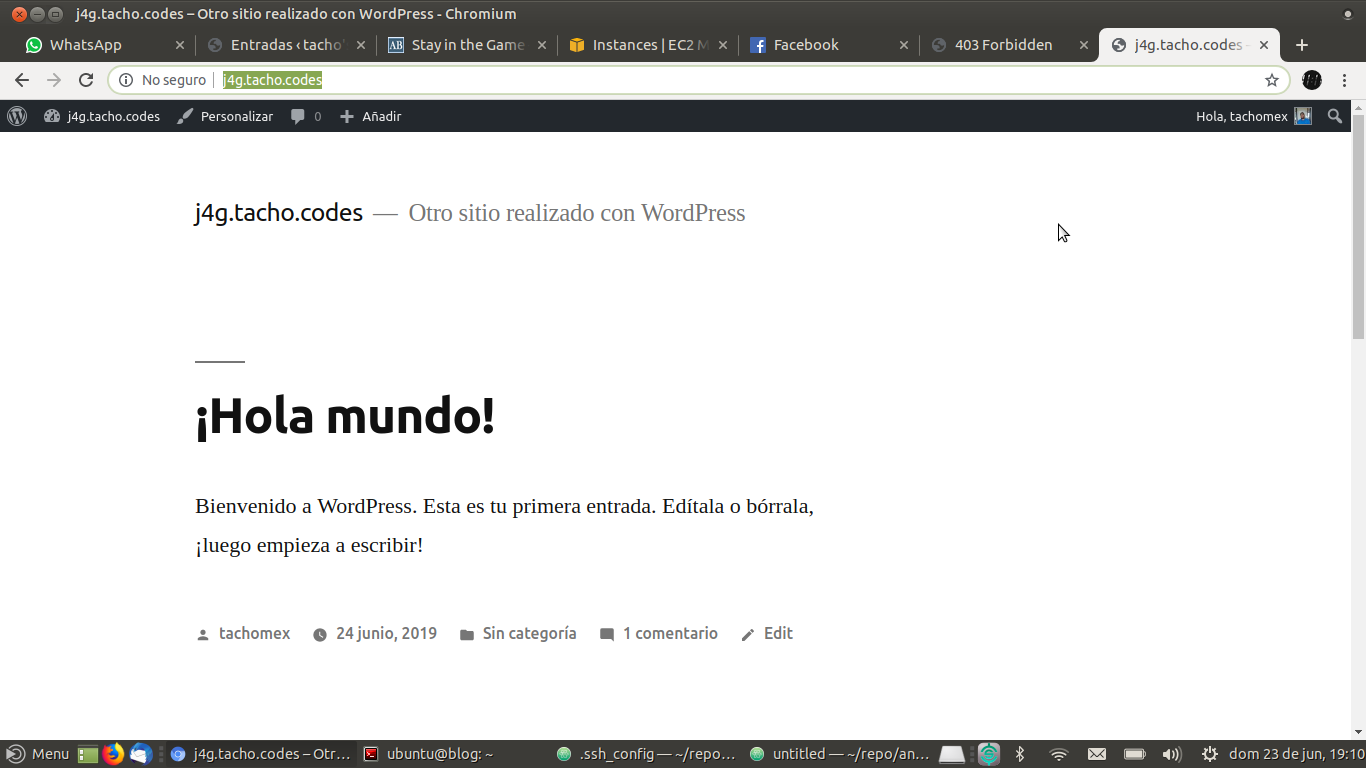 j4g.tacho.codes – Otro sitio realizado con WordPress - Chromium
WhatsApp
Entradas ‹ tacho'
Stay in the Game
Instances | EC2 M
Facebook
403 Forbidden
j4g.tacho.codes –
No seguro
j4g.tacho.codes
j4g.tacho.codes
Personalizar
0
Añadir
Hola, tachomex
j4g.tacho.codes — Otro sitio realizado con WordPress
¡Hola mundo!
Bienvenido a WordPress. Esta es tu primera entrada. Edítala o bórrala,
¡luego empieza a escribir!
tachomex 24 junio, 2019 Sin categoría 1 comentario Edit
Menu
j4g.tacho.codes – Otr…
ubuntu@blog: ~
.ssh_config — ~/repo…
untitled — ~/repo/an…
dom 23 de jun, 19:10